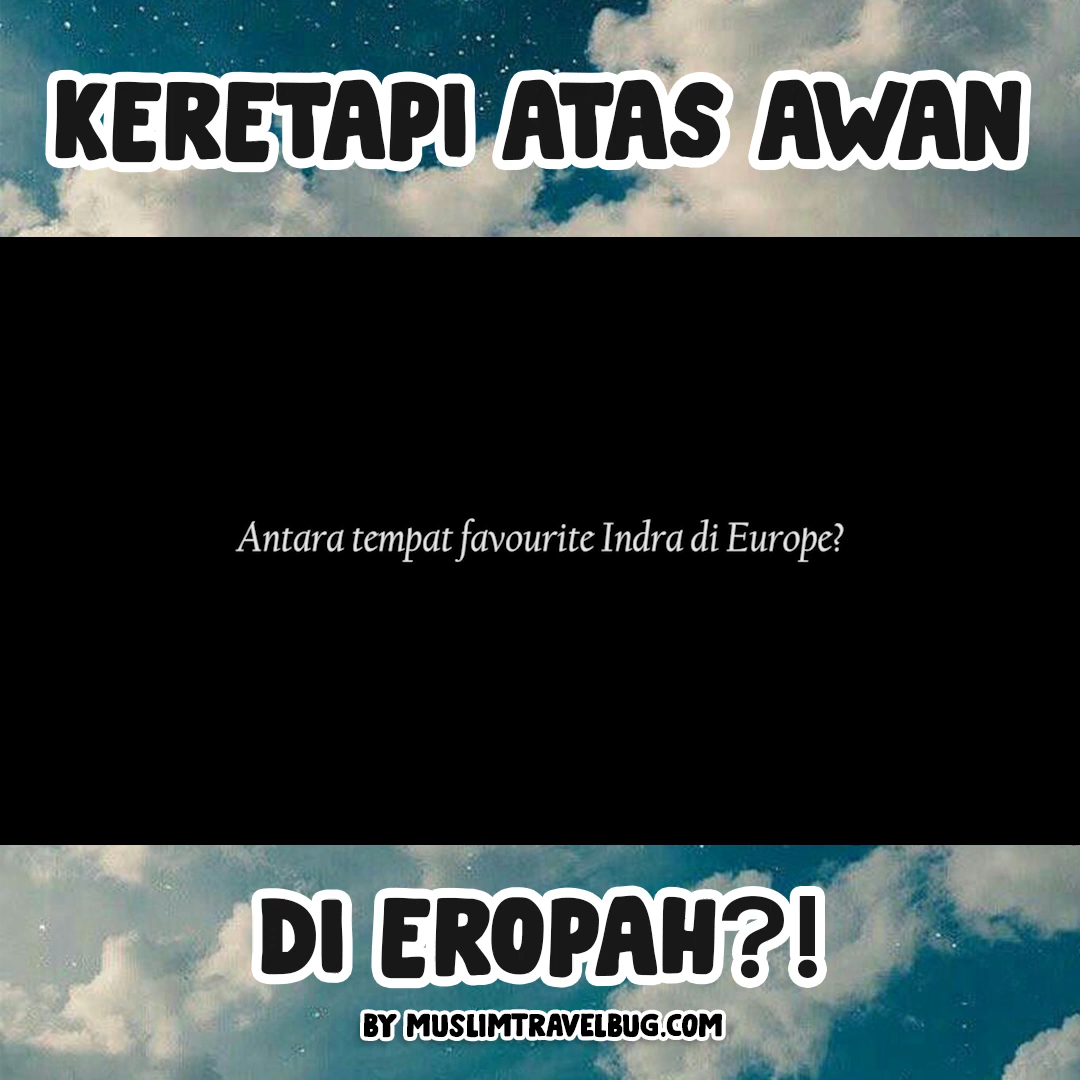 KERETAPI ATAS AWAN
Antara tempat favourite Indra di Europe?
DI EROPAH?!
BY MUSLIMTRAVELBUG.COM